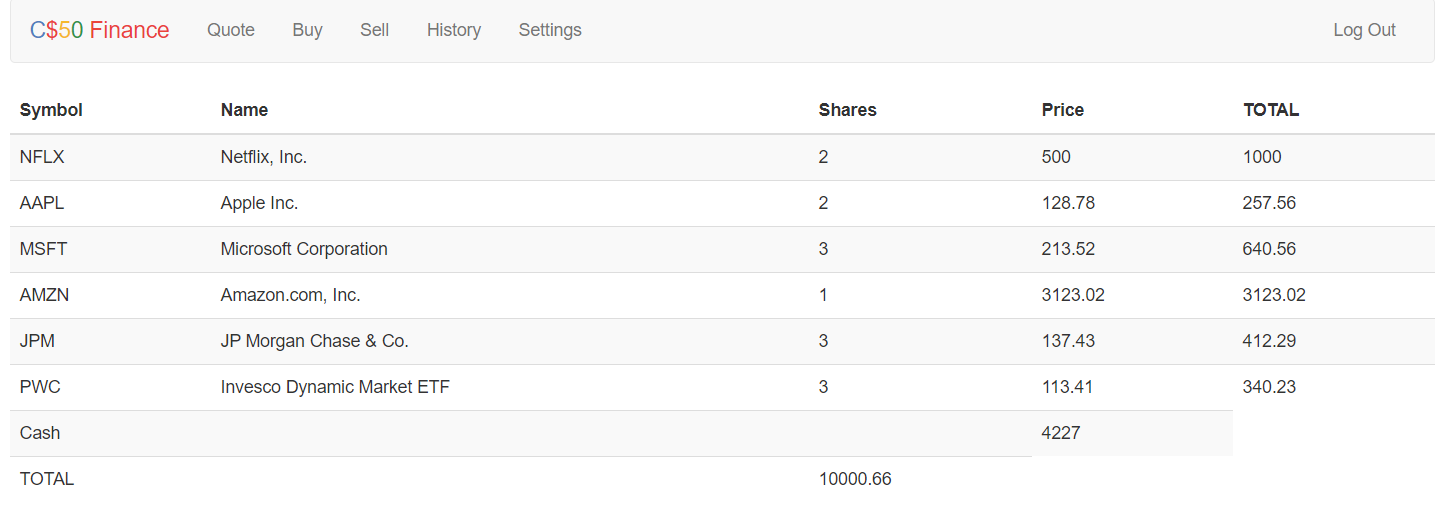 C$50 Finance Quote Buy Sell History Settings Log Out
Symbol Name Shares Price TOTAL
NFLX Netflix, Inc. 2 500 1000
AAPL Apple Inc. 2 128.78 257.56
MSFT Microsoft Corporation 3 213.52 640.56
AMZN Amazon.com, Inc. 1 3123.02 3123.02
JPM JP Morgan Chase & Co. 3 137.43 412.29
PWC Invesco Dynamic Market ETF 3 113.41 340.23
Cash 4227
TOTAL 10000.66